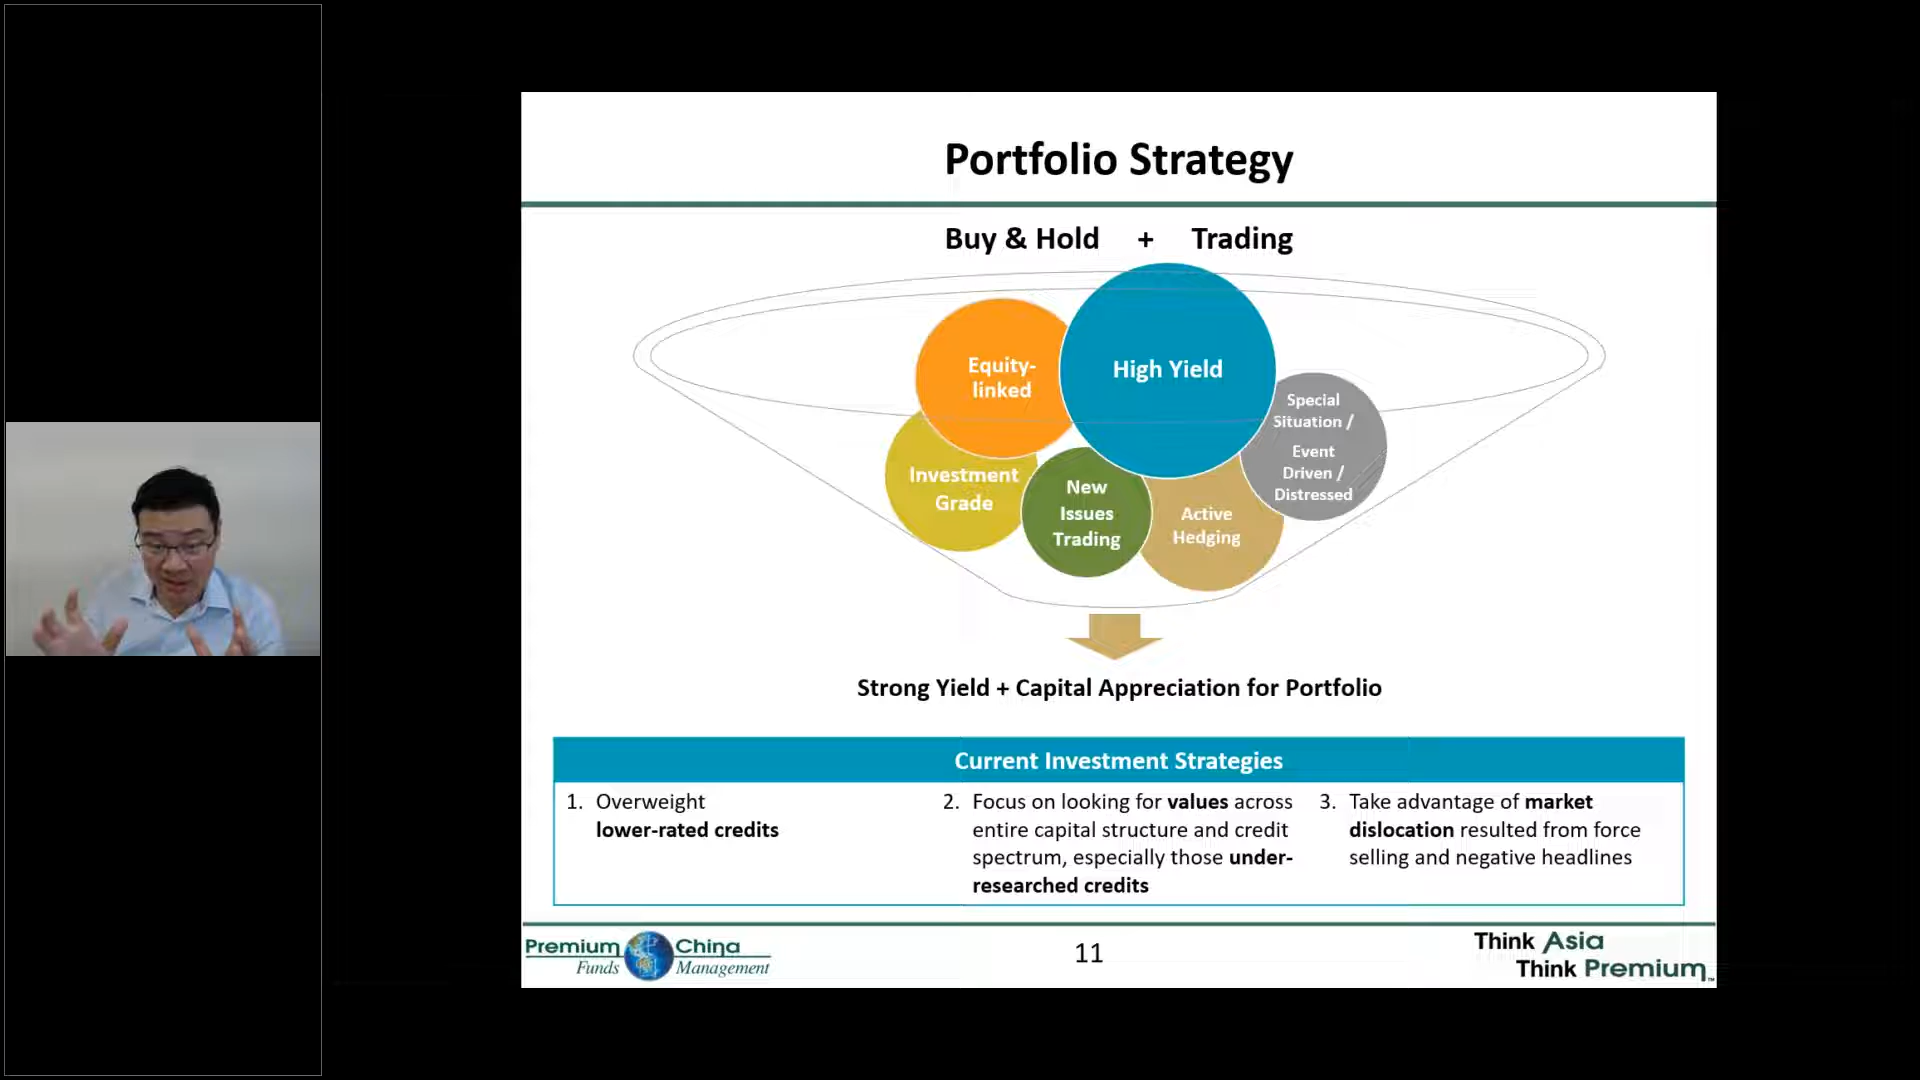 Portfolio Strategy
Buy & Hold + Trading
Equity-
linked
High Yield
Special
Situation /
Event
Driven /
Distressed
Investment
Grade
New
Issues
Trading
Active
Hedging
Strong Yield + Capital Appreciation for Portfolio
Current Investment Strategies
1. Overweight
lower-rated credits
2. Focus on looking for values across
entire capital structure and credit
spectrum, especially those under-
researched credits
3. Take advantage of market
dislocation resulted from force
selling and negative headlines
Premium China
Funds Management
11
Think Asia
Think Premium™